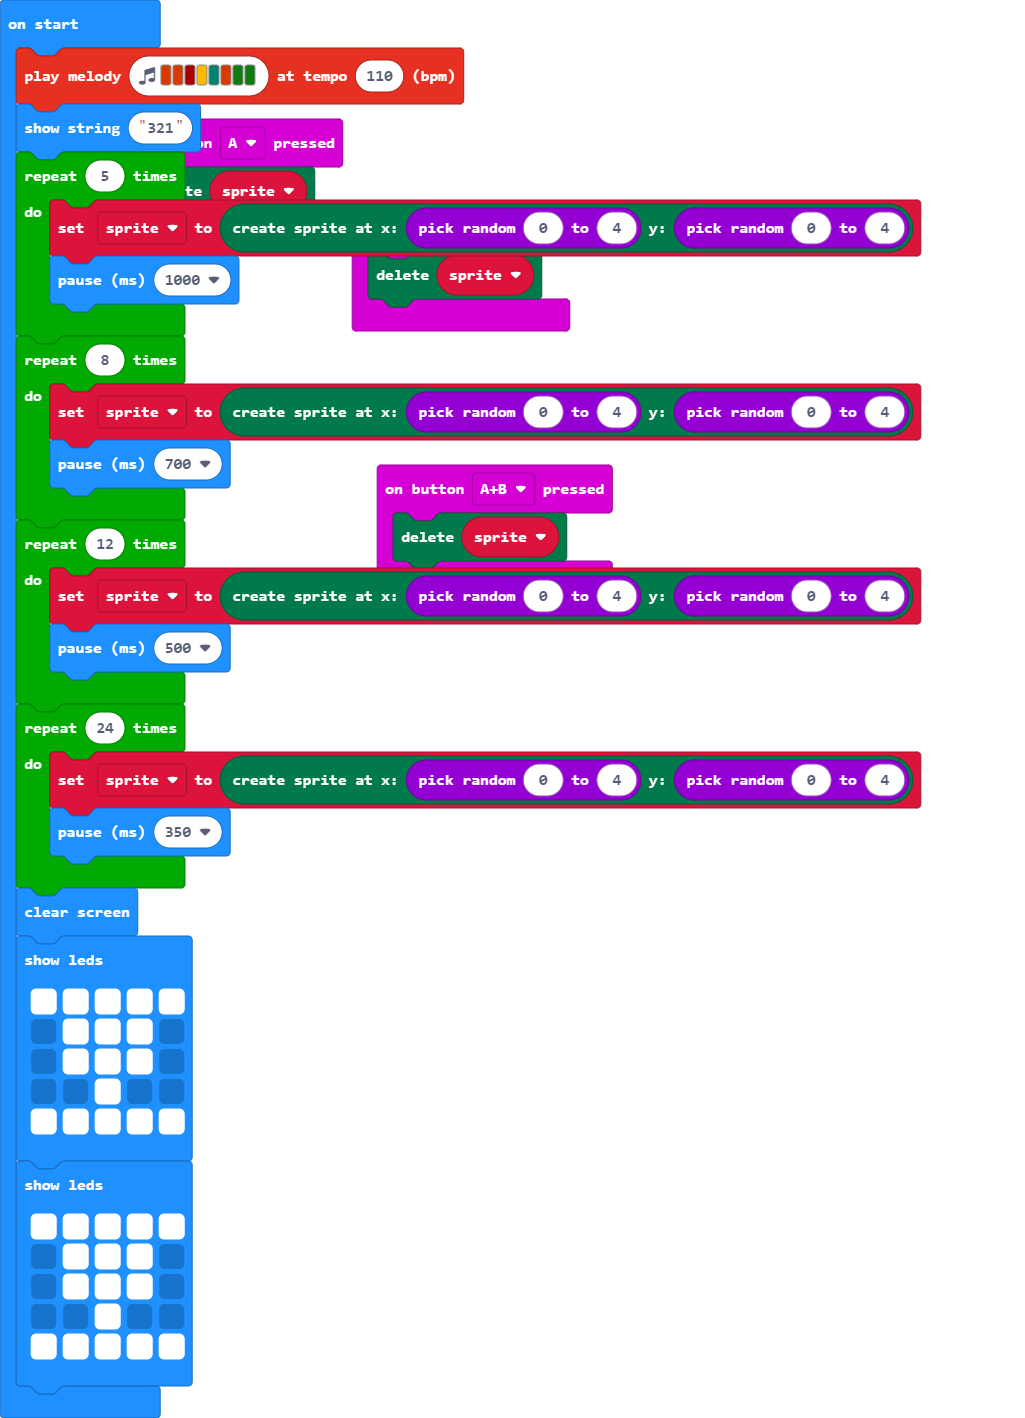 on start
play melody at tempo 110 (bpm)
show string "321"
A pressed
repeat 5 times
sprite
do
set sprite to create sprite at x: pick random 0 to 4 y: pick random 0 to 4
pause (ms) 1000
delete sprite
repeat 8 times
do
set sprite to create sprite at x: pick random 0 to 4 y: pick random 0 to 4
pause (ms) 700
on button A+B pressed
delete sprite
repeat 12 times
do
set sprite to create sprite at x: pick random 0 to 4 y: pick random 0 to 4
pause (ms) 500
repeat 24 times
do
set sprite to create sprite at x: pick random 0 to 4 y: pick random 0 to 4
pause (ms) 350
clear screen
show leds
show leds